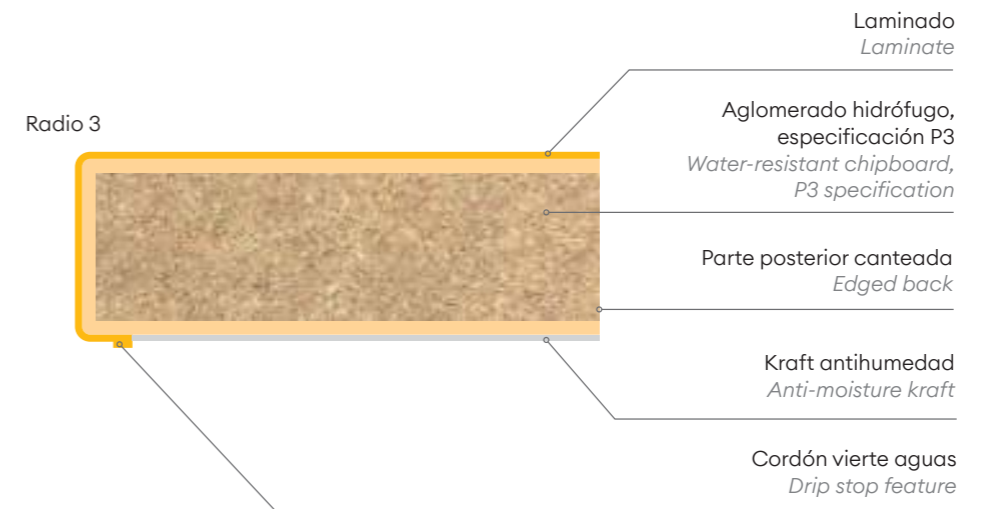 Laminado
Laminate
Radio 3
Aglomerado hidrófugo,
especificación P3
Water-resistant chipboard,
P3 specification
Parte posterior canteada
Edged back
Kraft antihumedad
Anti-moisture kraft
Cordón vierte aguas
Drip stop feature